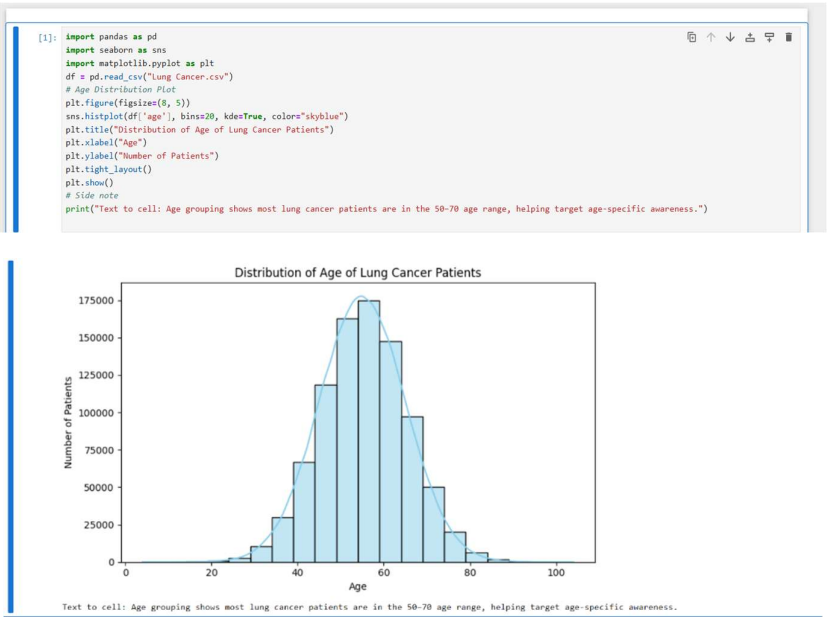 [1]: import pandas as pd
import seaborn as sns
import matplotlib.pyplot as plt
df = pd.read_csv("Lung Cancer.csv")
# Age Distribution Plot
plt.figure(figsize=(8, 5))
sns.histplot(df['age'], bins=20, kde=True, color="skyblue")
plt.title("Distribution of Age of Lung Cancer Patients")
plt.xlabel("Age")
plt.ylabel("Number of Patients")
plt.tight_layout()
plt.show()
# Side note
print("Text to cell: Age grouping shows most lung cancer patients are in the 50-70 age range, helping target age-specific awareness.")
Distribution of Age of Lung Cancer Patients
175000
150000
125000
100000
75000
50000
25000
0
Number of Patients
0 20 40 60 80 100
Age
Text to cell: Age grouping shows most lung cancer patients are in the 50-70 age range, helping target age-specific awareness.